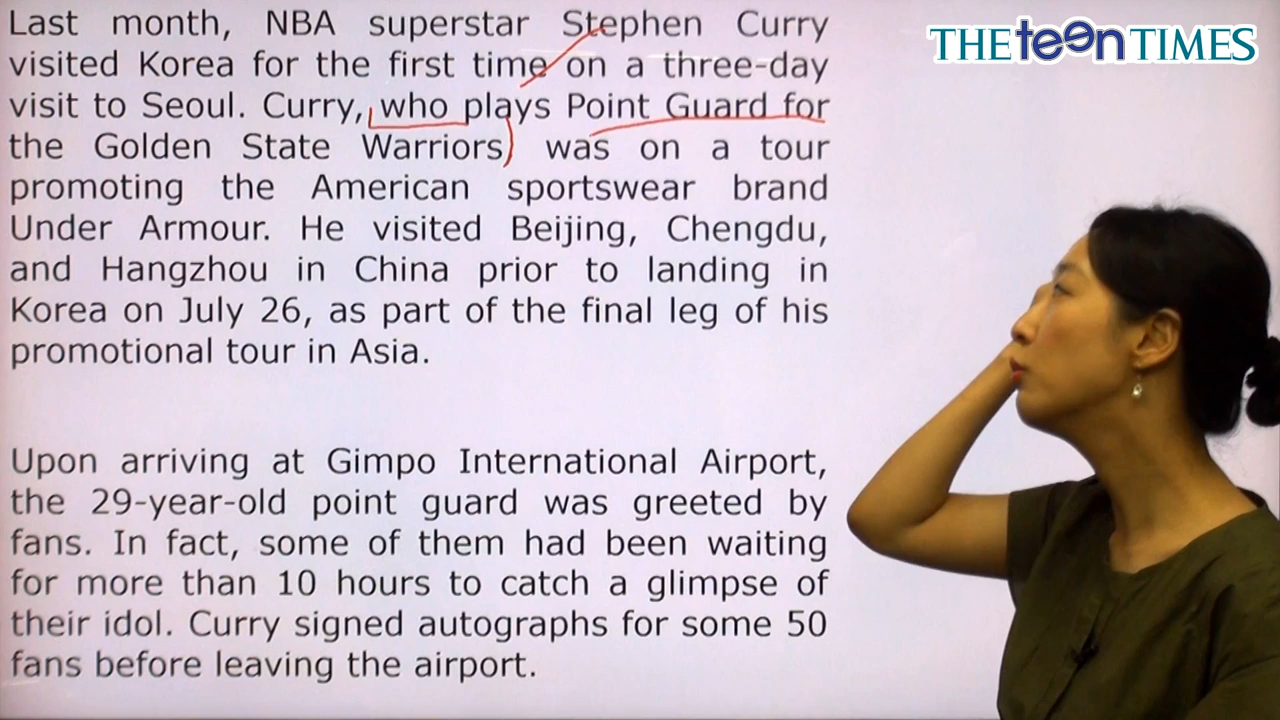 THE teen TIMES
Last month, NBA superstar Stephen Curry
visited Korea for the first time on a three-day
visit to Seoul. Curry, who plays Point Guard for
the Golden State Warriors, was on a tour
promoting the American sportswear brand
Under Armour. He visited Beijing, Chengdu,
and Hangzhou in China prior to landing in
Korea on July 26, as part of the final leg of his
promotional tour in Asia.
Upon arriving at Gimpo International Airport,
the 29-year-old point guard was greeted by
fans. In fact, some of them had been waiting
for more than 10 hours to catch a glimpse of
their idol. Curry signed autographs for some 50
fans before leaving the airport.